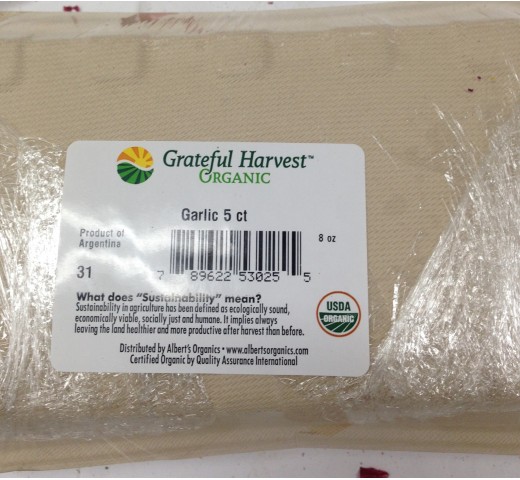 Grateful Harvest™
ORGANIC
Garlic 5 ct
Product of
Argentina
8 oz
31
7 89622 53025 5
What does "Sustainability" mean?
Sustainability in agriculture has been defined as ecologically sound,
economically viable, socially just and humane. It implies always
leaving the land healthier and more productive after harvest than before.
USDA
ORGANIC
Distributed by Albert's Organics • www.albertsorganics.com
Certified Organic by Quality Assurance International